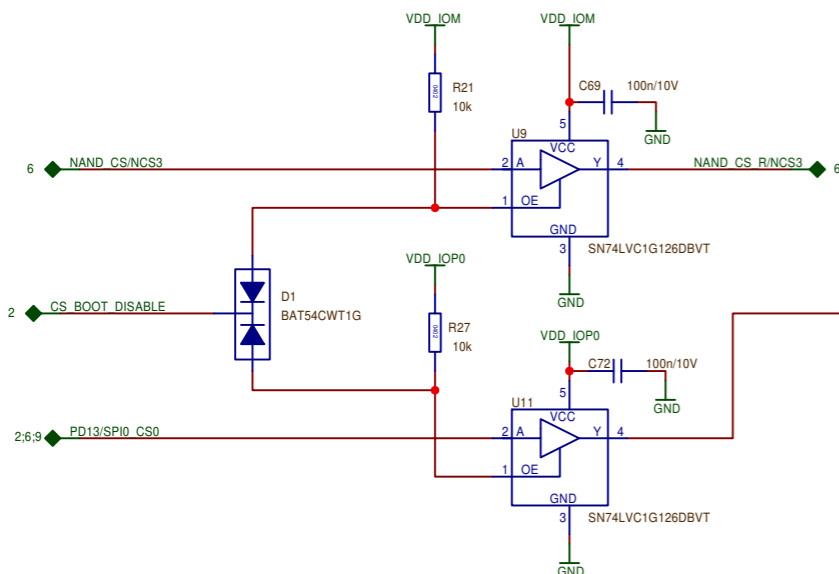 VDD_IOM
VDD_IOM
R21
10k
0402
C69
100n/10V
GND
U9
5
VCC
6
NAND_CS/NCS3
2
A
Y
4
NAND_CS_R/NCS3
6
1
OE
GND
3
SN74LVC1G126DBVT
GND
VDD_IOP0
D1
BAT54CWT1G
2
CS_BOOT_DISABLE
R27
10k
0402
VDD_IOP0
C72
100n/10V
GND
U11
5
VCC
2;6;9
PD13/SPI0_CS0
2
A
Y
4
1
OE
GND
3
SN74LVC1G126DBVT
GND